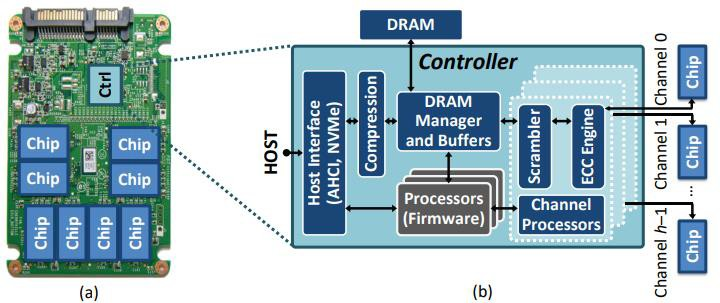 Ctrl
Chip
Chip
Chip
Chip
Chip
Chip
Chip
Chip
(a)
DRAM
Controller
HOST
Host Interface
(AHCI, NVMe)
Compression
DRAM
Manager
and Buffers
Processors
(Firmware)
Scrambler
ECC Engine
Channel
Processors
Channel 0
Chip
Channel 1
Chip
...
Channel h−1
Chip
(b)